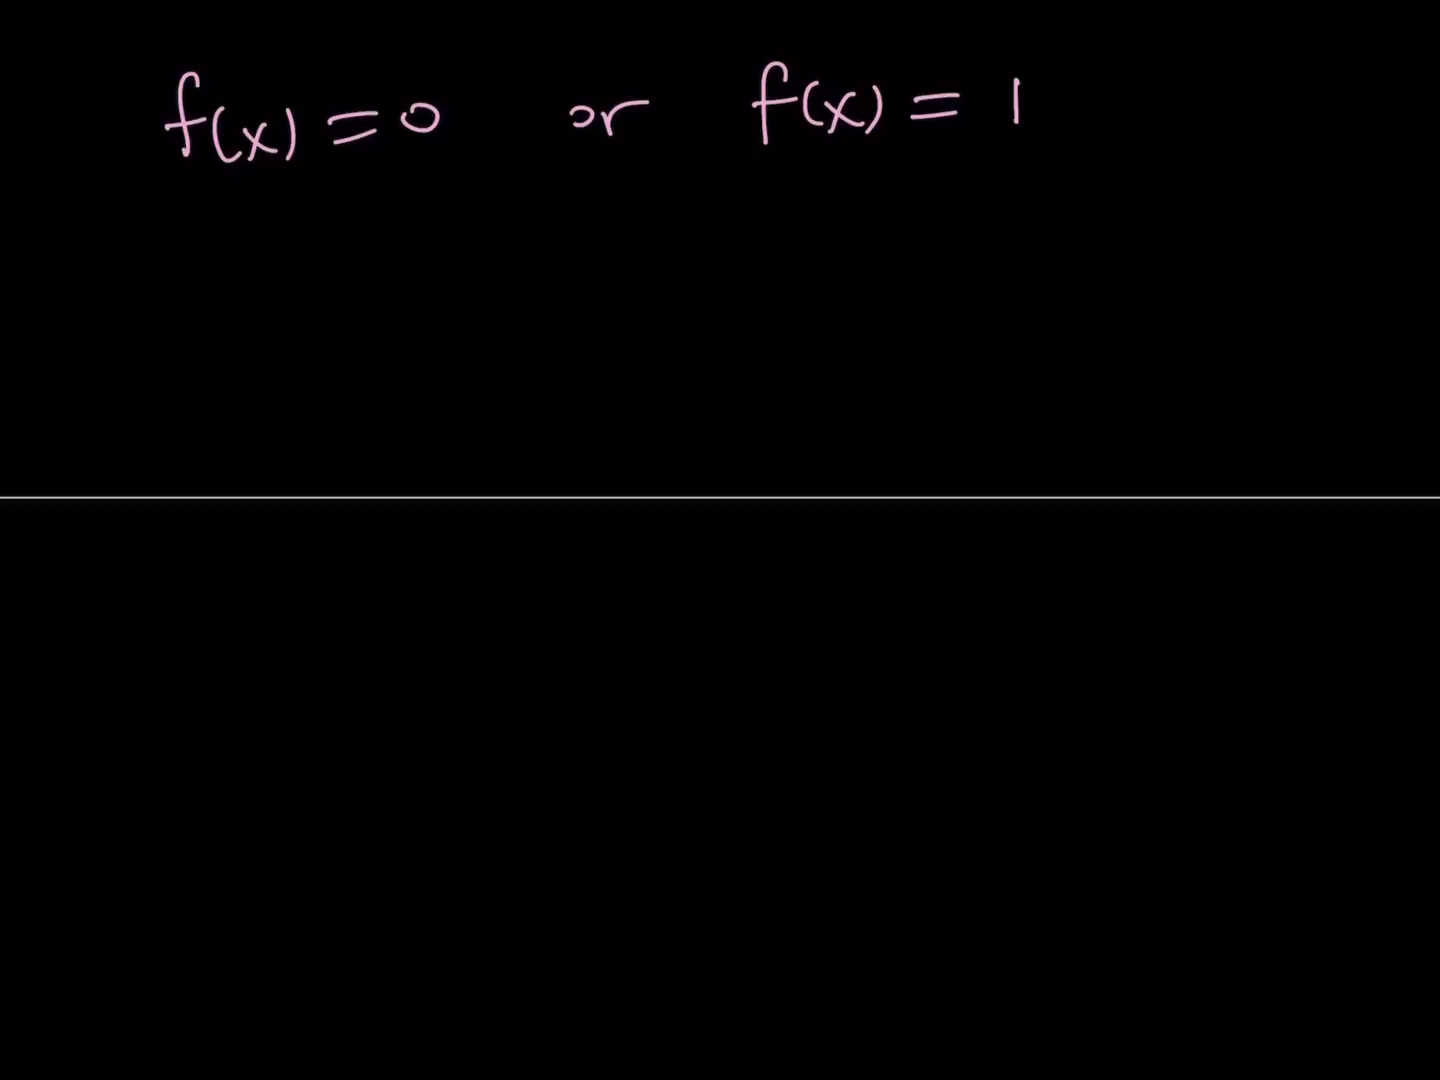 f(x) = 0 or f(x) = 1